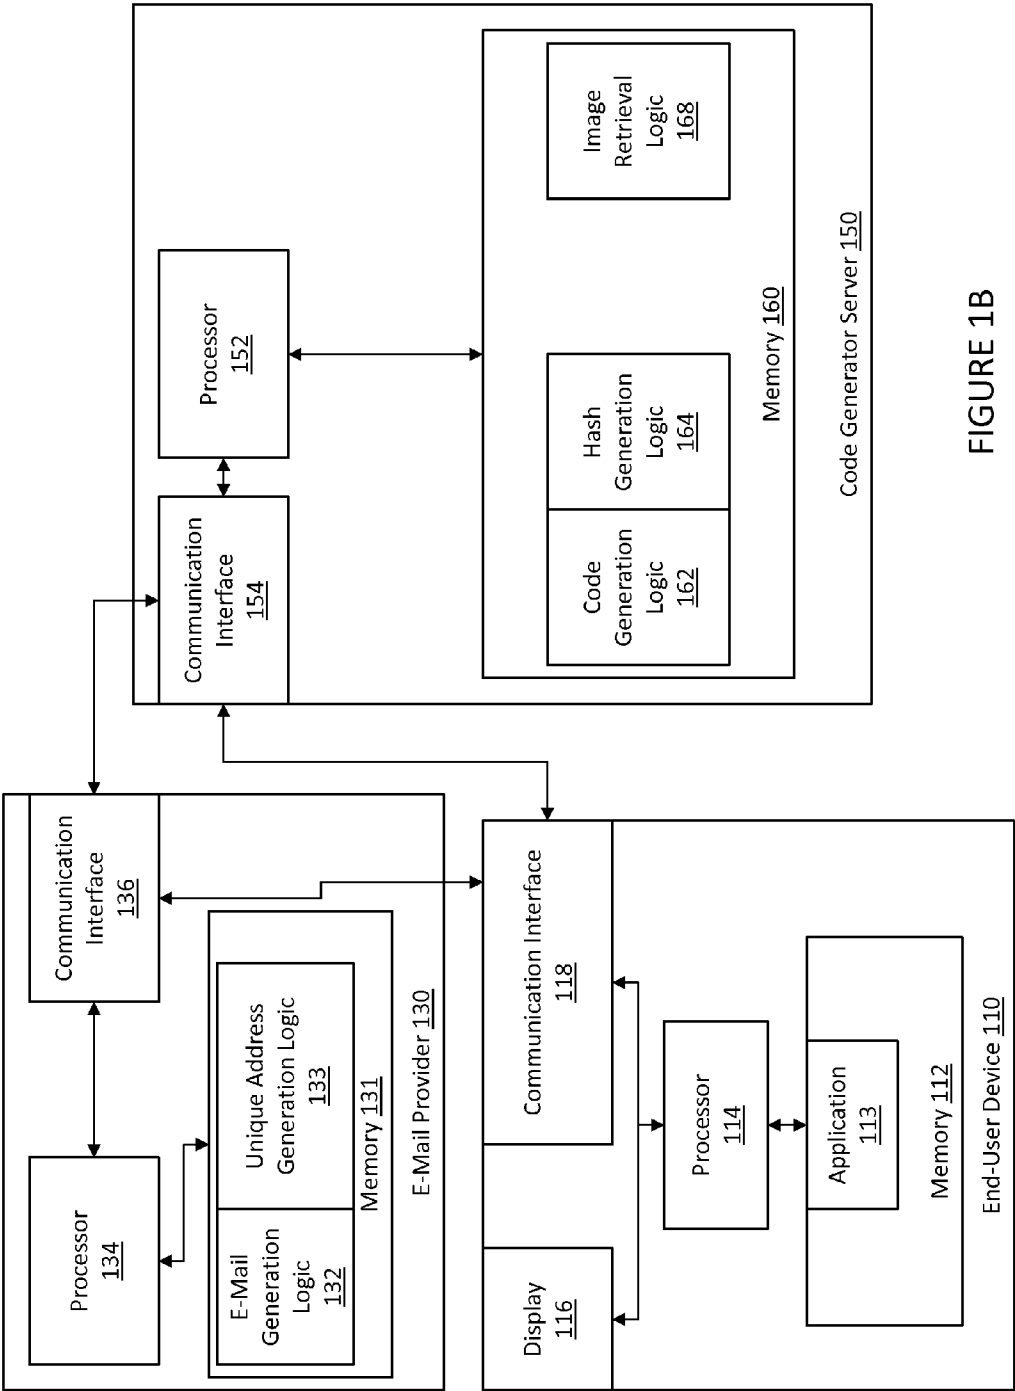 Processor
134
Communication
Interface
136
E-Mail
Generation
Logic
132
Unique Address
Generation Logic
133
Memory 131
E-Mail Provider 130
Display
116
Communication Interface
118
Processor
114
Application
113
Memory 112
End-User Device 110
Communication
Interface
154
Processor
152
Code
Generation
Logic
162
Hash
Generation
Logic
164
Image
Retrieval
Logic
168
Memory 160
Code Generator Server 150
FIGURE 1B